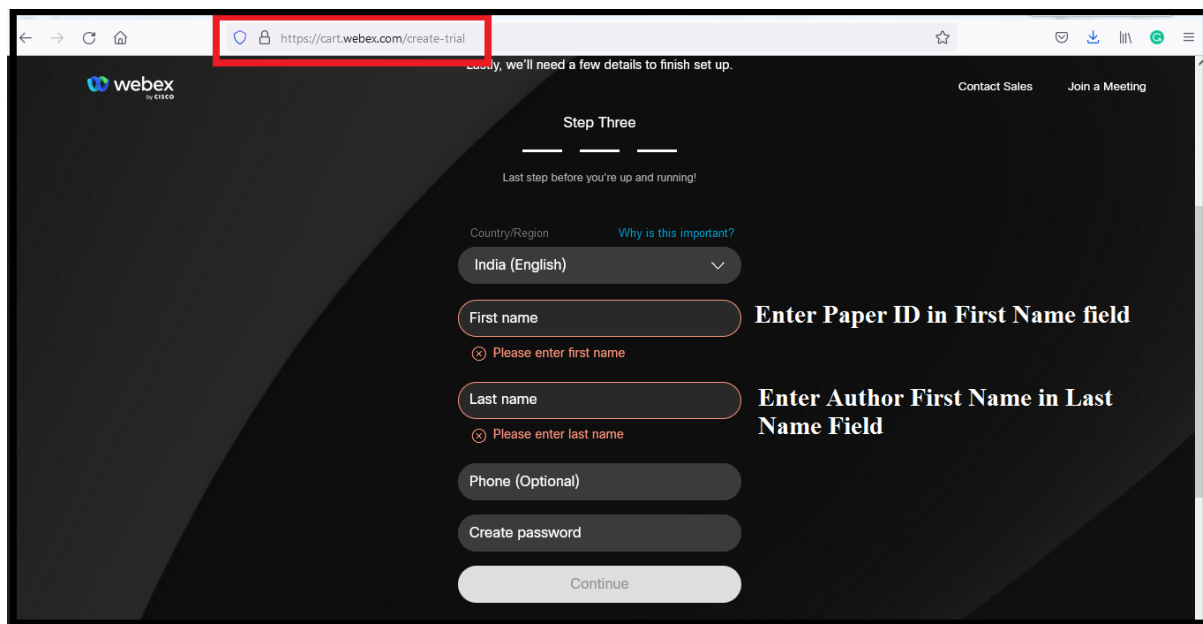 https://cart.webex.com/create-trial
Lastly, we'll need a few details to finish set up.
webex
by CISCO
Contact Sales
Join a Meeting
Step Three
Last step before you're up and running!
Country/Region
Why is this important?
India (English)
First name
Enter Paper ID in First Name field
Please enter first name
Last name
Enter Author First Name in Last
Name Field
Please enter last name
Phone (Optional)
Create password
Continue